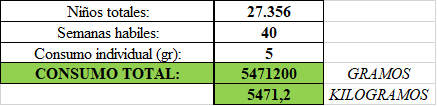 Niños totales: 27.356
Semanas habiles: 40
Consumo individual (gr): 5
CONSUMO TOTAL: 5471200 GRAMOS
5471,2 KILOGRAMOS